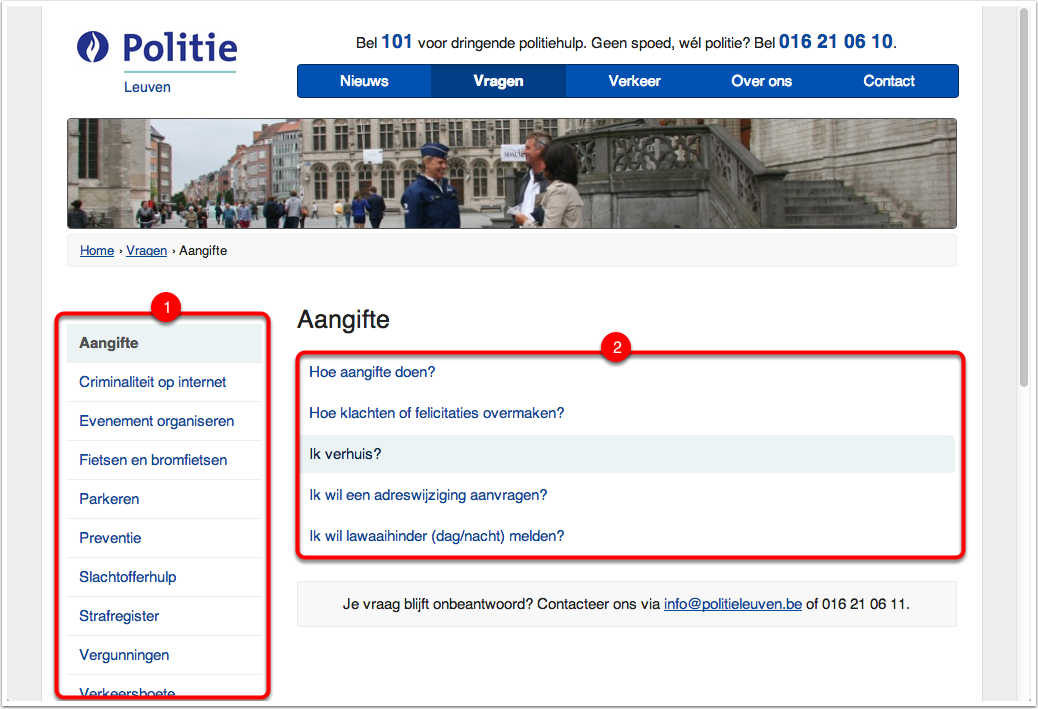 Politie
Leuven
Bel 101 voor dringende politiehulp. Geen spoed, wél politie? Bel 016 21 06 10.
Nieuws Vragen Verkeer Over ons Contact
Home › Vragen › Aangifte
1
Aangifte
Criminaliteit op internet
Evenement organiseren
Fietsen en bromfietsen
Parkeren
Preventie
Slachtofferhulp
Strafregister
Vergunningen
Verkeersboete
Aangifte
2
Hoe aangifte doen?
Hoe klachten of felicitaties overmaken?
Ik verhuis?
Ik wil een adreswijziging aanvragen?
Ik wil lawaaihinder (dag/nacht) melden?
Je vraag blijft onbeantwoord? Contacteer ons via info@politieleuven.be of 016 21 06 11.